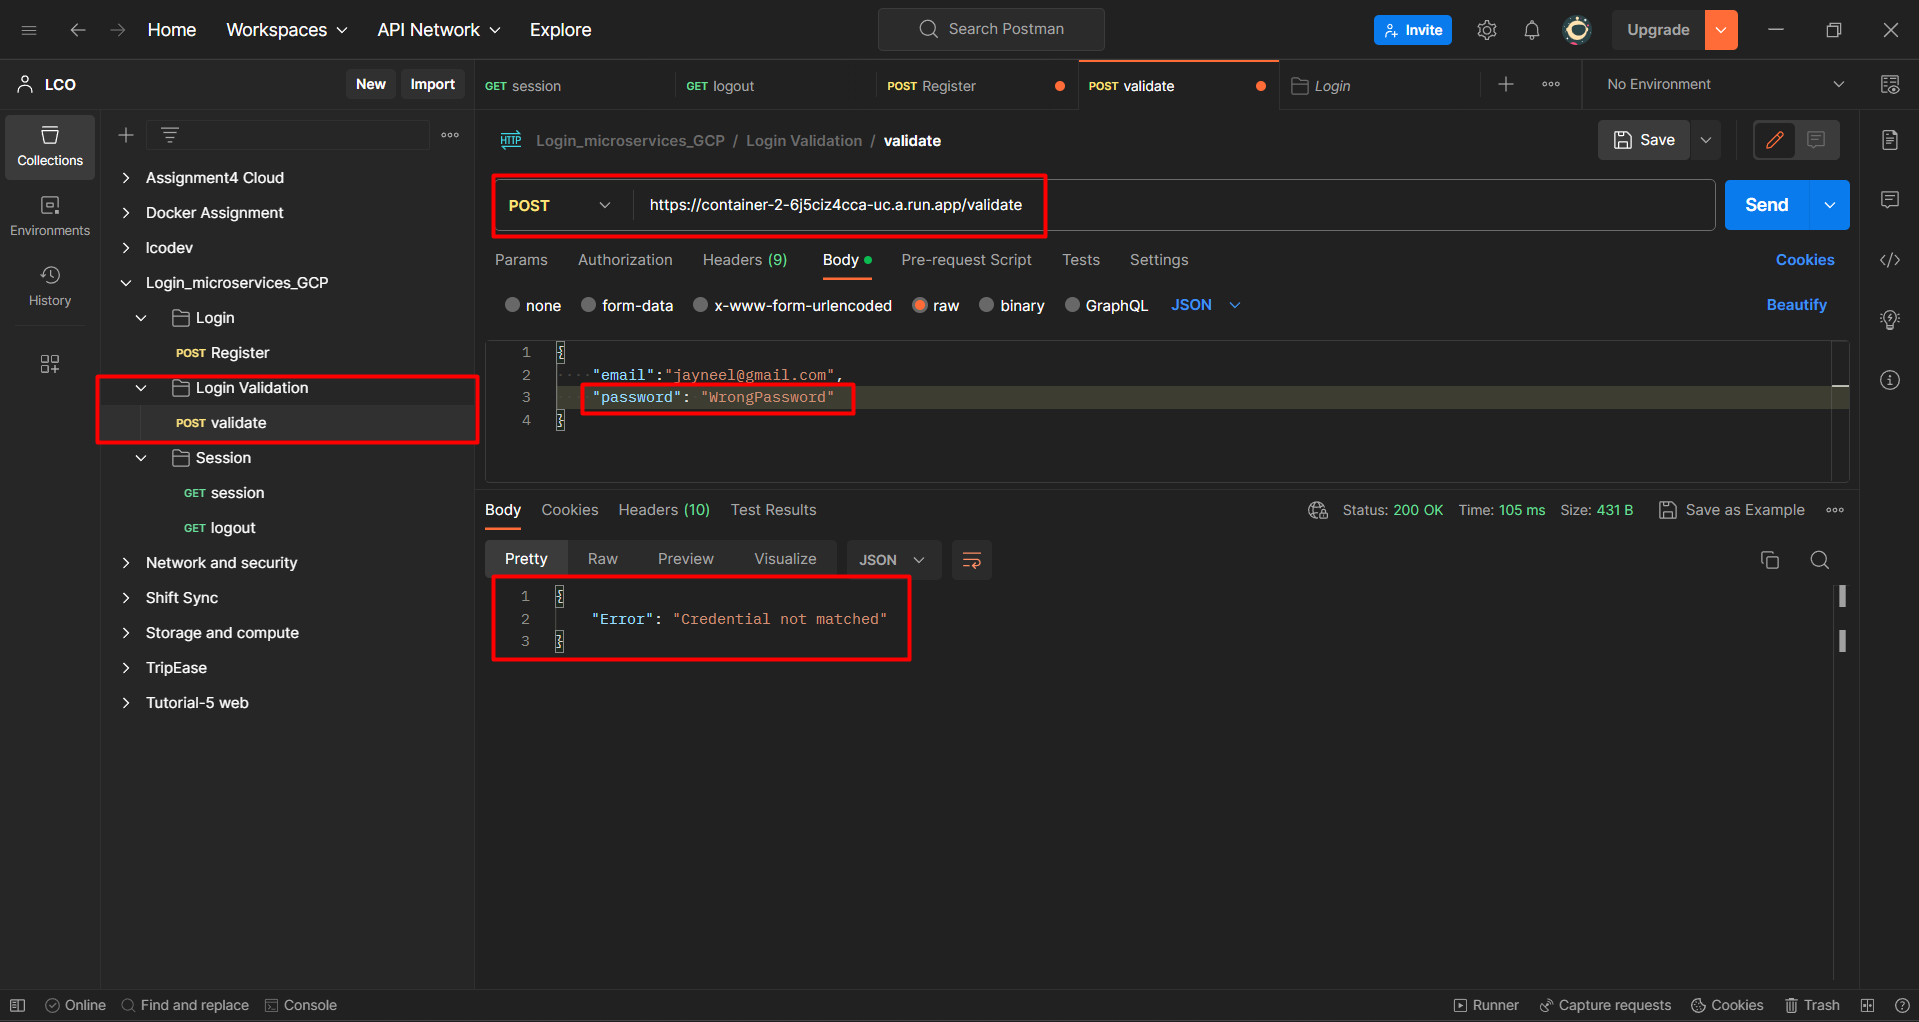 Home Workspaces API Network Explore Search Postman Invite Upgrade
LCO New Import
GET session GET logout POST Register POST validate Login No Environment
Collections
Environments
History
Assignment4 Cloud
Docker Assignment
lcodev
Login_microservices_GCP
Login
POST Register
Login Validation
POST validate
Session
GET session
GET logout
Network and security
Shift Sync
Storage and compute
TripEase
Tutorial-5 web
HTTP Login_microservices_GCP / Login Validation / validate Save
POST https://container-2-6j5ciz4cca-uc.a.run.app/validate Send
Params Authorization Headers (9) Body Pre-request Script Tests Settings Cookies
none form-data x-www-form-urlencoded raw binary GraphQL JSON Beautify
1 {
2 "email":"jayneel@gmail.com",
3 "password": "WrongPassword"
4 }
Body Cookies Headers (10) Test Results Status: 200 OK Time: 105 ms Size: 431 B Save as Example
Pretty Raw Preview Visualize JSON
1 {
2 "Error": "Credential not matched"
3 }
Online Find and replace Console Runner Capture requests Cookies Trash